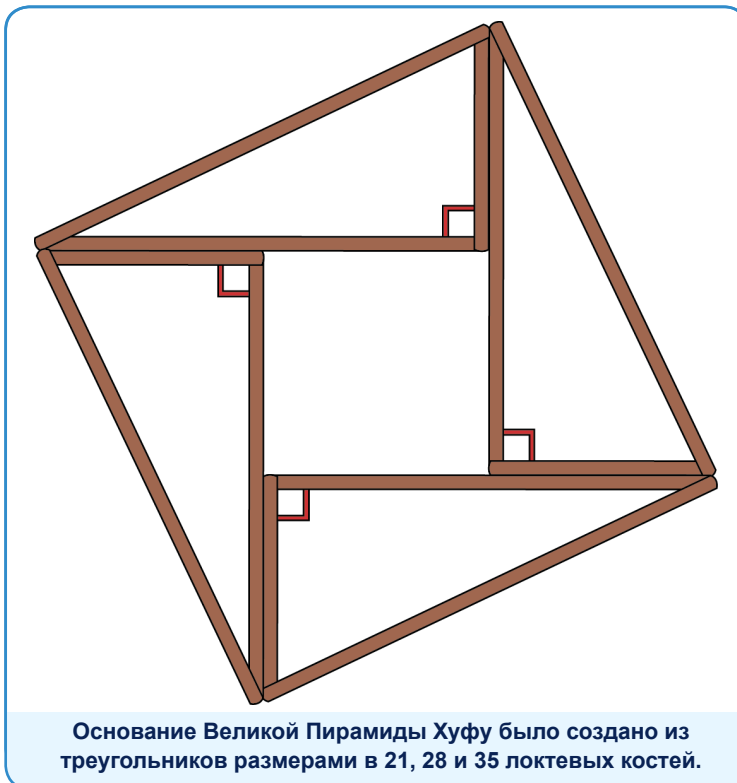 Основание Великой Пирамиды Хуфу было создано из
треугольников размерами в 21, 28 и 35 локтевых костей.